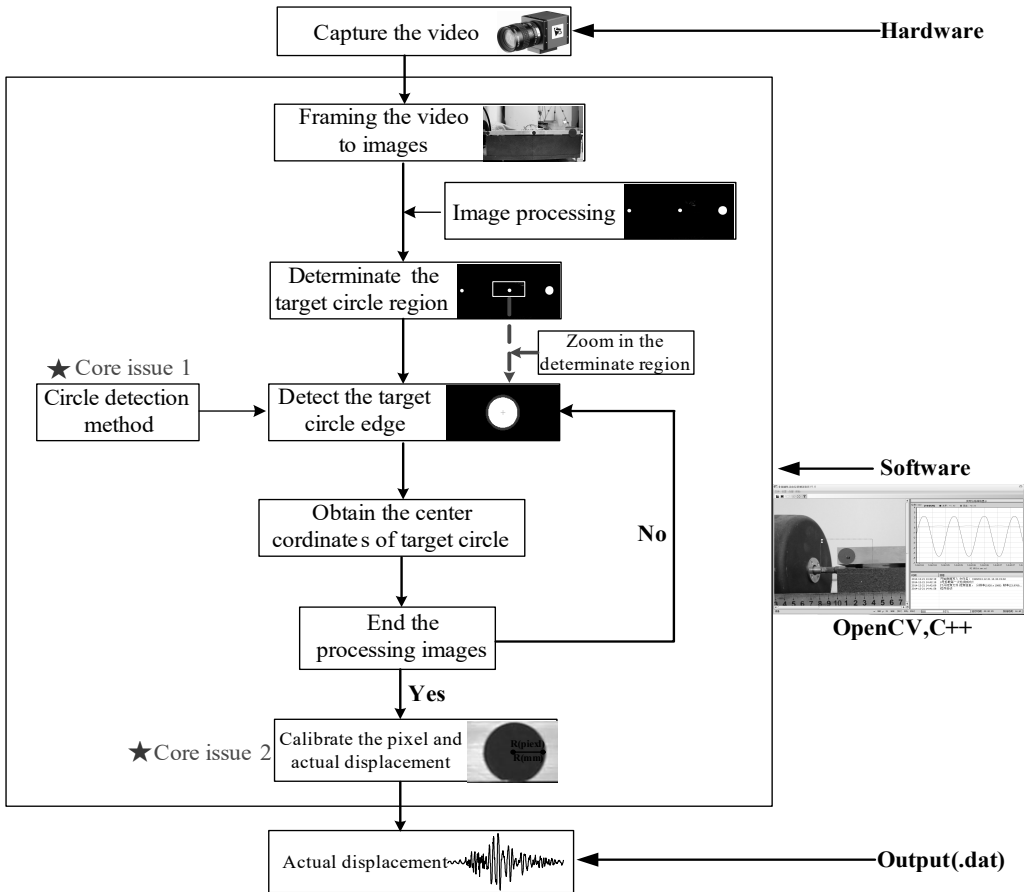 Capture the video
Hardware
Framing the video
to images
Image processing
Determinate the
target circle region
Zoom in the
determinate region
★ Core issue 1
Circle detection
method
Detect the target
circle edge
Software
Obtain the center
cordinates of target circle
No
OpenCV,C++
End the
processing images
Yes
★ Core issue 2
Calibrate the pixel and
actual displacement
R(piexl)
R(mm)
Actual displacement
Output(.dat)